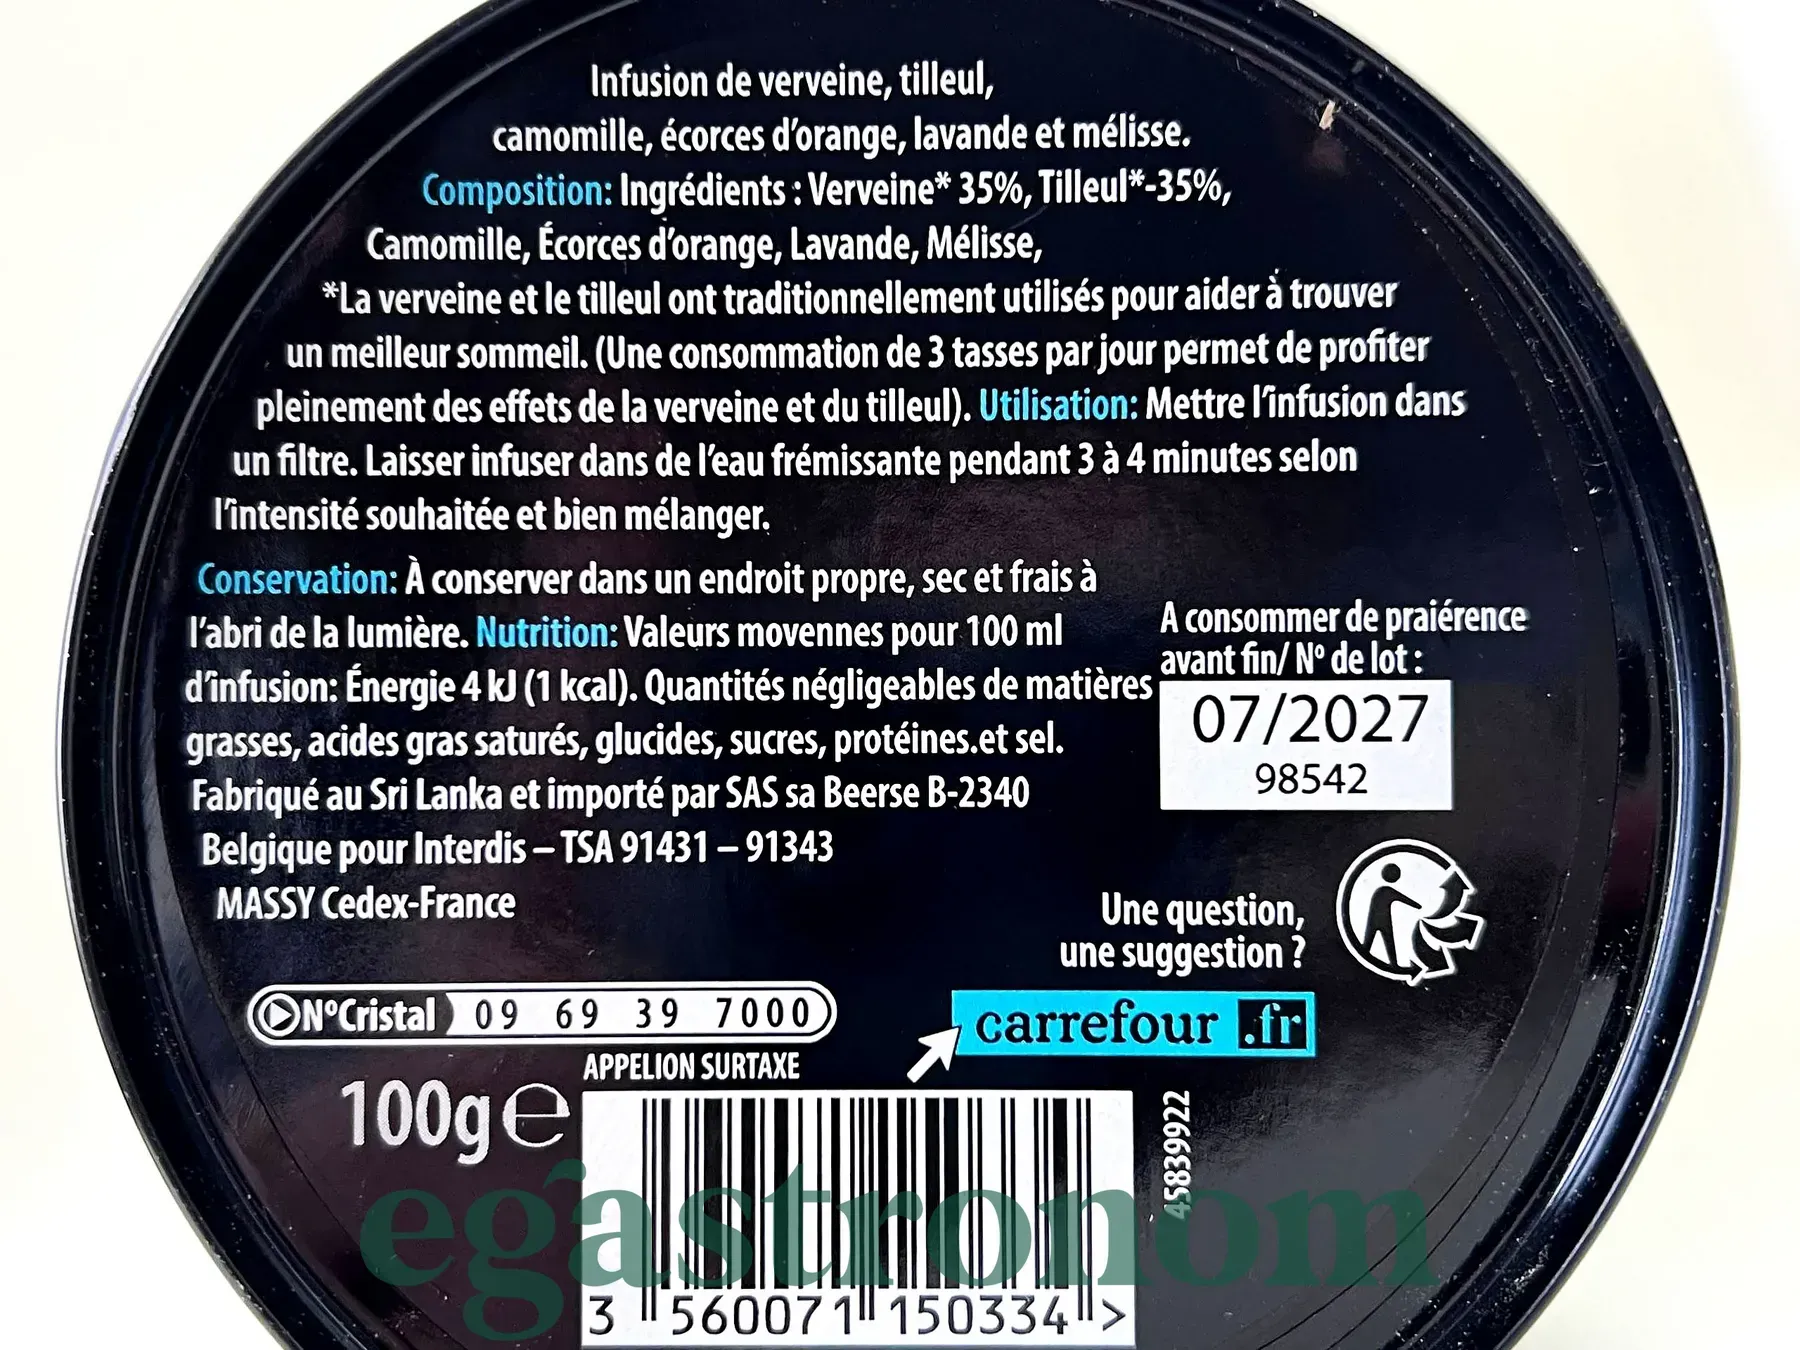 Infusion de verveine, tilleul,
camomille, écorces d'orange, lavande et mélisse.
Composition: Ingrédients : Verveine* 35%, Tilleul*-35%,
Camomille, Écorces d'orange, Lavande, Mélisse,
*La verveine et le tilleul ont traditionnellement utilisés pour aider à trouver
un meilleur sommeil. (Une consommation de 3 tasses par jour permet de profiter
pleinement des effets de la verveine et du tilleul). Utilisation: Mettre l'infusion dans
un filtre. Laisser infuser dans de l'eau frémissante pendant 3 à 4 minutes selon
l'intensité souhaitée et bien mélanger.
Conservation: À conserver dans un endroit propre, sec et frais à
l'abri de la lumière. Nutrition: Valeurs movennes pour 100 ml
d'infusion: Énergie 4 kJ (1 kcal). Quantités négligeables de matières
grasses, acides gras saturés, glucides, sucres, protéines.et sel.
Fabriqué au Sri Lanka et importé par SAS sa Beerse B-2340
Belgique pour Interdis – TSA 91431 – 91343
MASSY Cedex-France
A consommer de praiérence
avant fin/ N° de lot :
07/2027
98542
Une question,
une suggestion ?
carrefour .fr
N°Cristal 09 69 39 7000
APPELION SURTAXE
100g e
45839922
3 560071 150334 >
egastronom